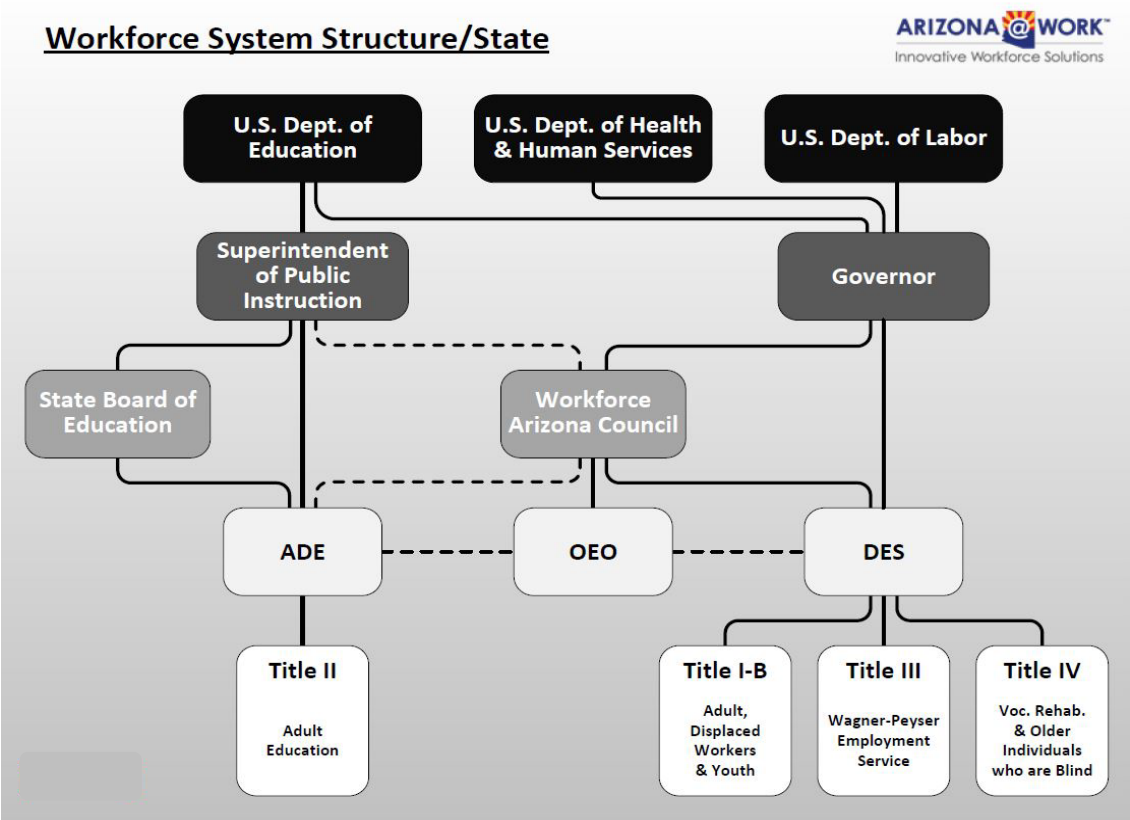 Workforce System Structure/State
ARIZONA@WORK™
Innovative Workforce Solutions
U.S. Dept. of
Education
U.S. Dept. of Health
& Human Services
U.S. Dept. of Labor
Superintendent
of Public
Instruction
Governor
State Board of
Education
Workforce
Arizona Council
ADE
OEO
DES
Title II
Adult
Education
Title I-B
Adult,
Displaced
Workers
& Youth
Title III
Wagner-Peyser
Employment
Service
Title IV
Voc. Rehab.
& Older
Individuals
who are Blind